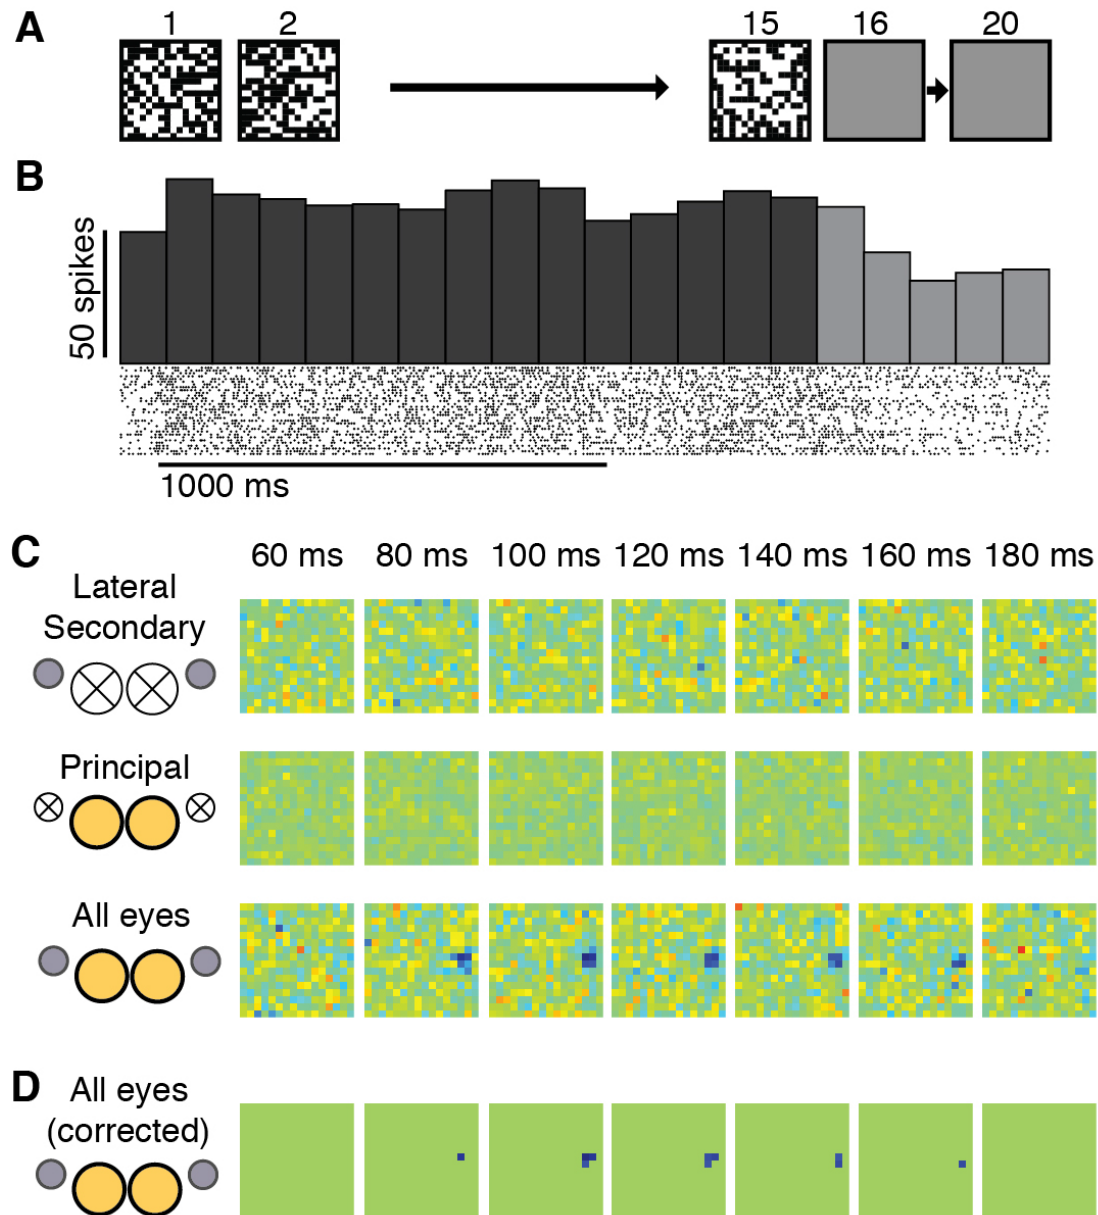 A
1 2 15 16 20
B
50 spikes
1000 ms
C
60 ms 80 ms 100 ms 120 ms 140 ms 160 ms 180 ms
Lateral
Secondary
Principal
All eyes
D
All eyes
(corrected)